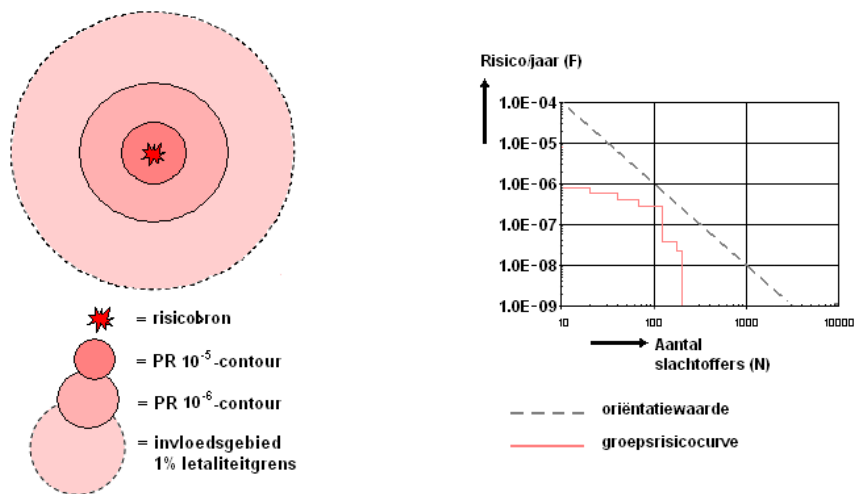 = risicobron
= PR 10⁻⁵-contour
= PR 10⁻⁶-contour
= invloedsgebied
1% letaliteitgrens
Risico/jaar (F)
1.0E-04
1.0E-05
1.0E-06
1.0E-07
1.0E-08
1.0E-09
10 100 1000 10000
Aantal
slachtoffers (N)
oriëntatiewaarde
groepsrisicocurve